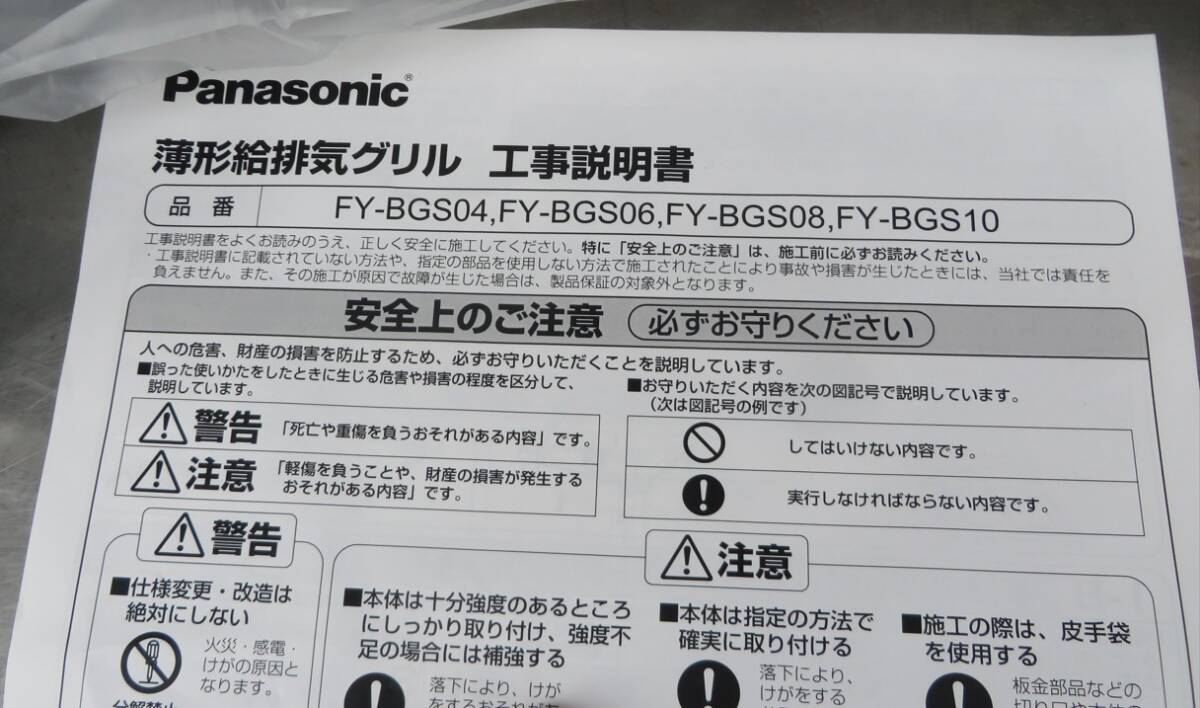 Panasonic®
薄形給排気グリル 工事説明書
品 番 FY-BGS04,FY-BGS06,FY-BGS08,FY-BGS10
工事説明書をよくお読みのうえ、正しく安全に施工してください。特に「安全上のご注意」は、施工前に必ずお読みください。
・工事説明書に記載されていない方法や、指定の部品を使用しない方法で施工されたことにより事故や損害が生じたときには、当社では責任を
負えません。また、その施工が原因で故障が生じた場合は、製品保証の対象外となります。
安全上のご注意 必ずお守りください
人への危害、財産の損害を防止するため、必ずお守りいただくことを説明しています。
■誤った使いかたをしたときに生じる危害や損害の程度を区分して、
説明しています。
警告 「死亡や重傷を負うおそれがある内容」です。
注意 「軽傷を負うことや、財産の損害が発生する
おそれがある内容」です。
■お守りいただく内容を次の図記号で説明しています。
（次は図記号の例です）
してはいけない内容です。
実行しなければならない内容です。
警告
■仕様変更・改造は
絶対にしない
火災・感電・
けがの原因と
なります。
分解禁止
注意
■本体は十分強度のあるところ
にしっかり取り付け、強度不
足の場合には補強する
落下により、けが
をするおそれがあ
■本体は指定の方法で
確実に取り付ける
落下により、
けがをする
■施工の際は、皮手袋
を使用する
板金部品などの
切り口や本体の